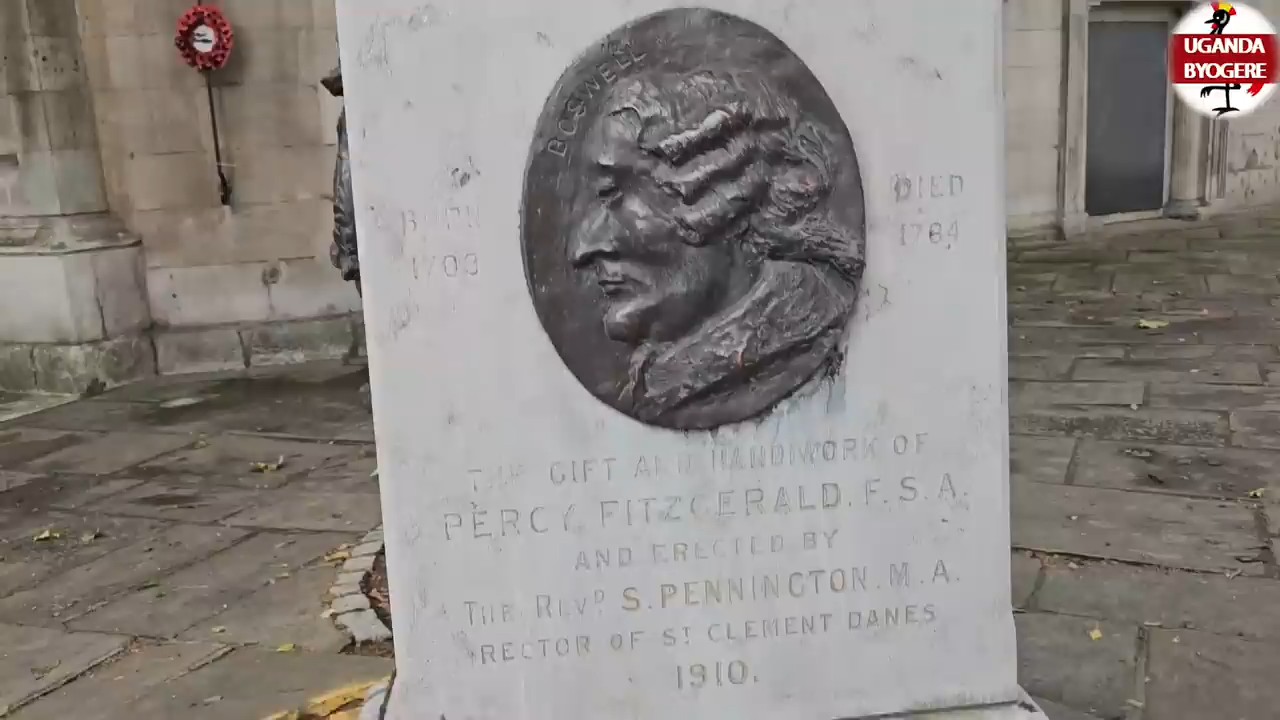 UGANDA
BYOGERE
BOSWELL
BORN
1709
DIED
1784
THE GIFT AND HANDIWORK OF
PERCY FITZGERALD. F. S. A.
AND ERECTED BY
THE REVD S. PENNINGTON. M. A.
RECTOR OF ST CLEMENT DANES
1910.